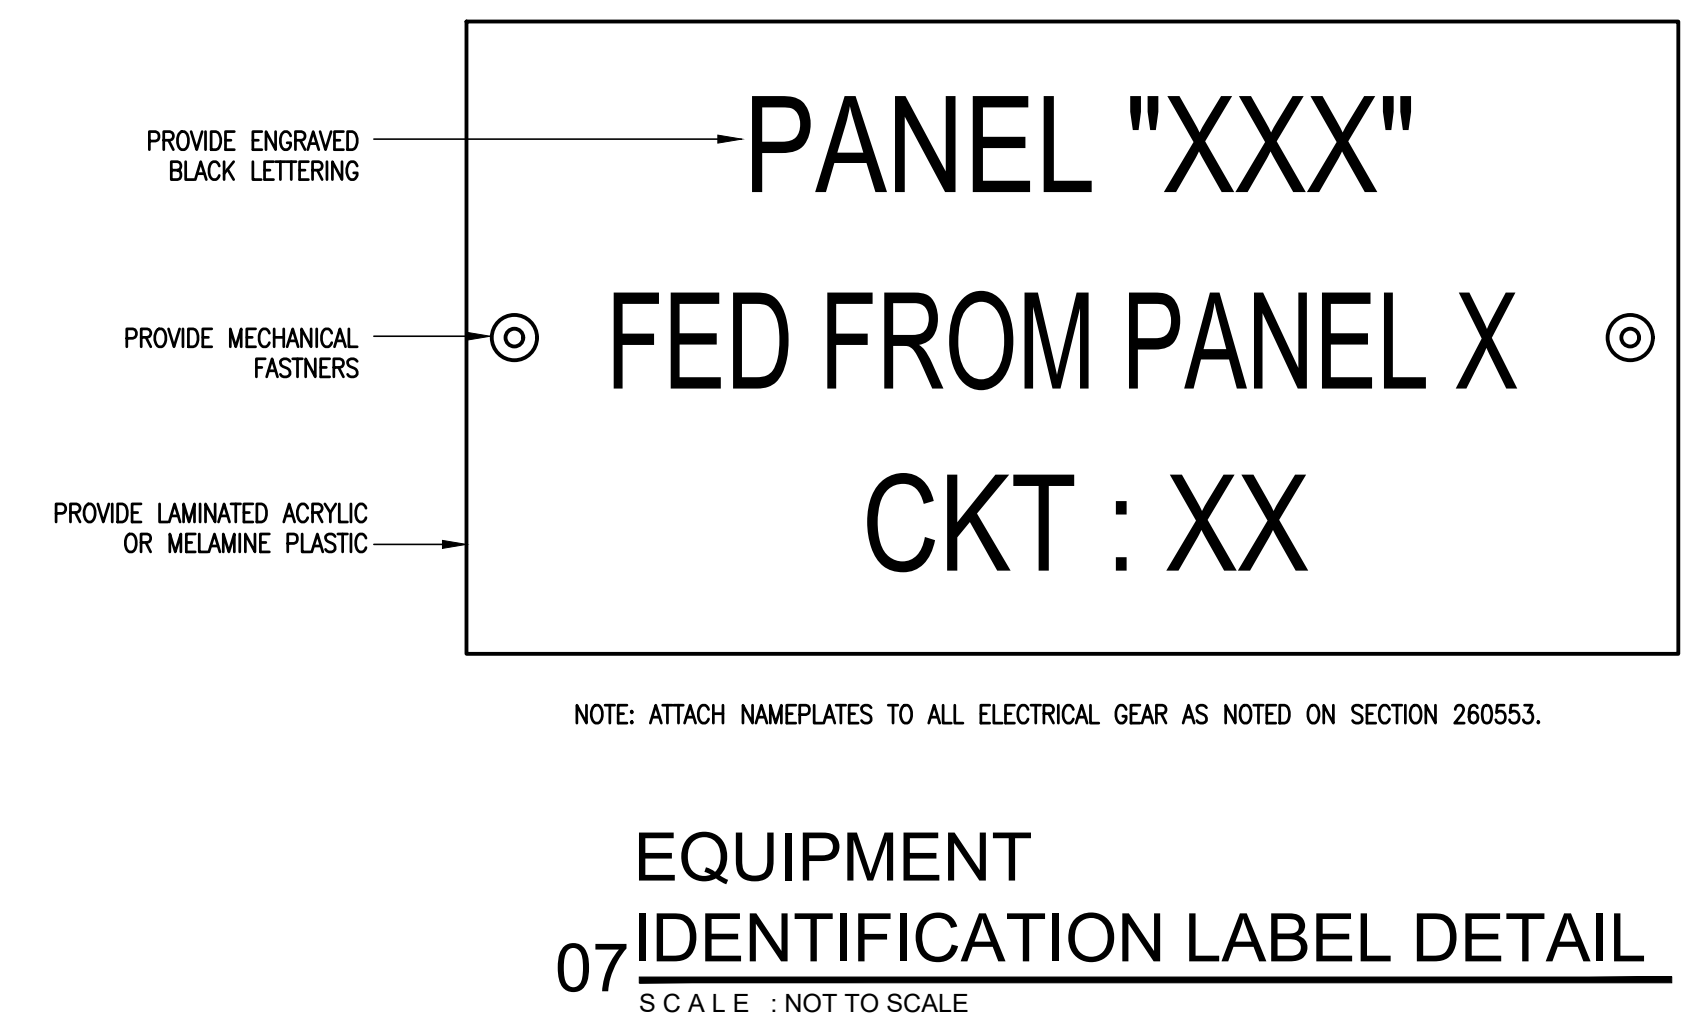 PROVIDE ENGRAVED
BLACK LETTERING
PANEL "XXX"
PROVIDE MECHANICAL
FASTNERS
FED FROM PANEL X
PROVIDE LAMINATED ACRYLIC
OR MELAMINE PLASTIC
CKT : XX
NOTE: ATTACH NAMEPLATES TO ALL ELECTRICAL GEAR AS NOTED ON SECTION 260553.
EQUIPMENT
07 IDENTIFICATION LABEL DETAIL
SCALE : NOT TO SCALE